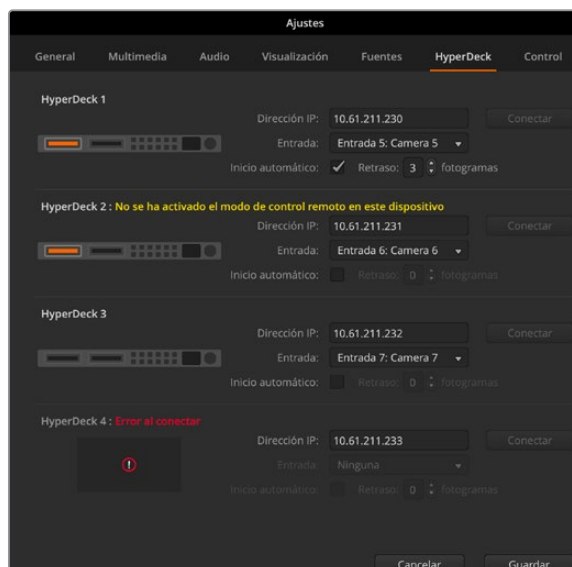 Ajustes
General Multimedia Audio Visualización Fuentes HyperDeck Control
HyperDeck 1
Dirección IP: 10.61.211.230 Conectar
Entrada: Entrada 5: Camera 5
Inicio automático: Retraso: 3 fotogramas
HyperDeck 2 : No se ha activado el modo de control remoto en este dispositivo
Dirección IP: 10.61.211.231 Conectar
Entrada: Entrada 6: Camera 6
Inicio automático: Retraso: 0 fotogramas
HyperDeck 3
Dirección IP: 10.61.211.232 Conectar
Entrada: Entrada 7: Camera 7
Inicio automático: Retraso: 0 fotogramas
HyperDeck 4 : Error al conectar
Dirección IP: 10.61.211.233 Conectar
Entrada: Ninguna
Inicio automático: Retraso: 0 fotogramas
Cancelar Guardar